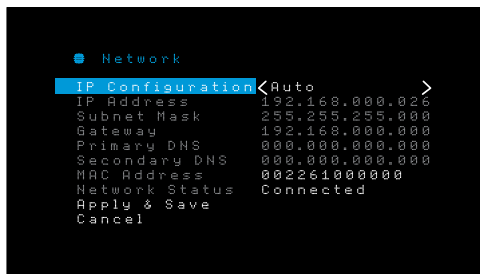 Network
IP Configuration < Auto >
IP Address 192.168.000.026
Subnet Mask 255.255.255.000
Gateway 192.168.000.000
Primary DNS 000.000.000.000
Secondary DNS 000.000.000.000
MAC Address 002261000000
Network Status Connected
Apply & Save
Cancel